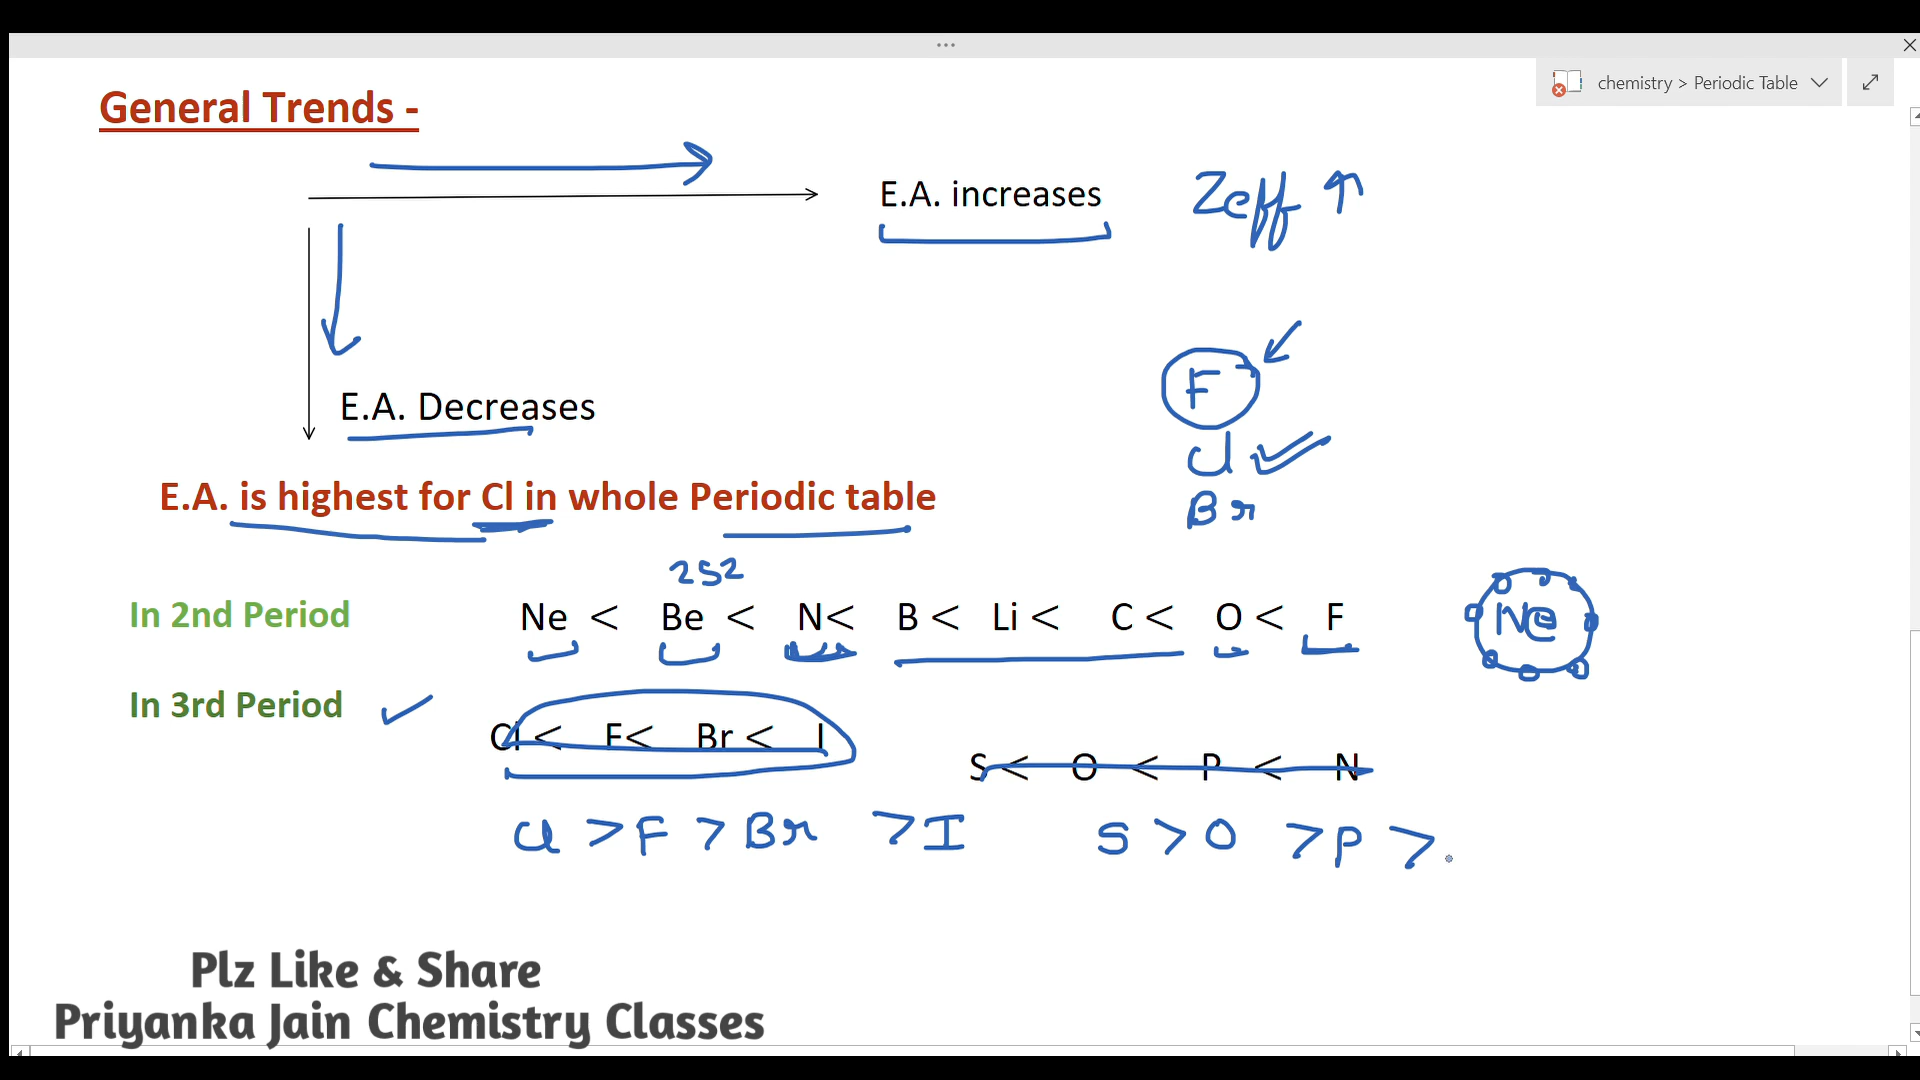 chemistry > Periodic Table
General Trends -
E.A. increases
Zeff ↑
F
E.A. Decreases
Cl
E.A. is highest for Cl in whole Periodic table
Br
2s2
In 2nd Period
Ne < Be < N< B < Li < C < O < F
Ne
In 3rd Period
Cl < F< Br < I
S < O < P < N
Cl > F > Br > I
S > O > P >
Plz Like & Share
Priyanka Jain Chemistry Classes